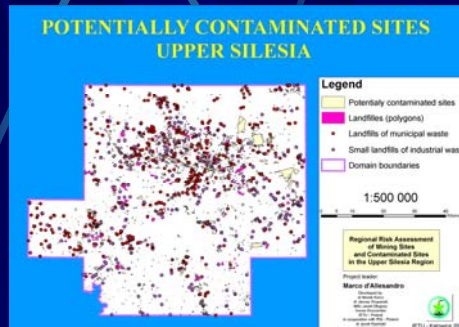 POTENTIALLY CONTAMINATED SITES
UPPER SILESIA
Legend
Potentialy contaminated sites
Landfilles (polygons)
Landfills of municipal waste
Small landfills of industrial was
Domain boundaries
1:500 000
Regional Risk Assessment
of Mining Sites
and Contaminated Sites
in the Upper Silesia Region
Project leader:
Marco d'Allesandro